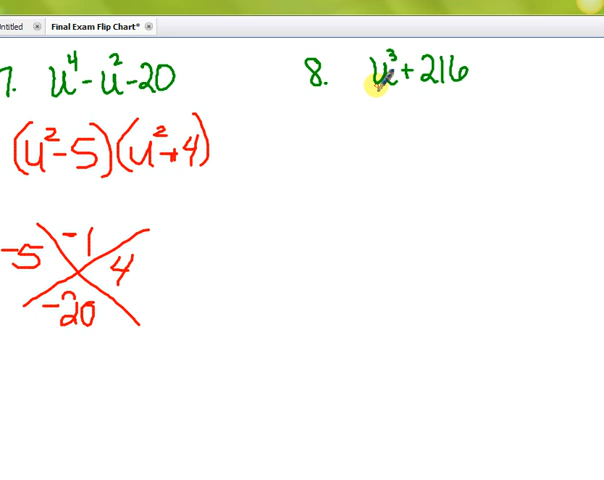 ntitled Final Exam Flip Chart*
7. u⁴ - u² - 20
(u² - 5)(u² + 4)
-1
-5 4
-20
8. u³ + 216